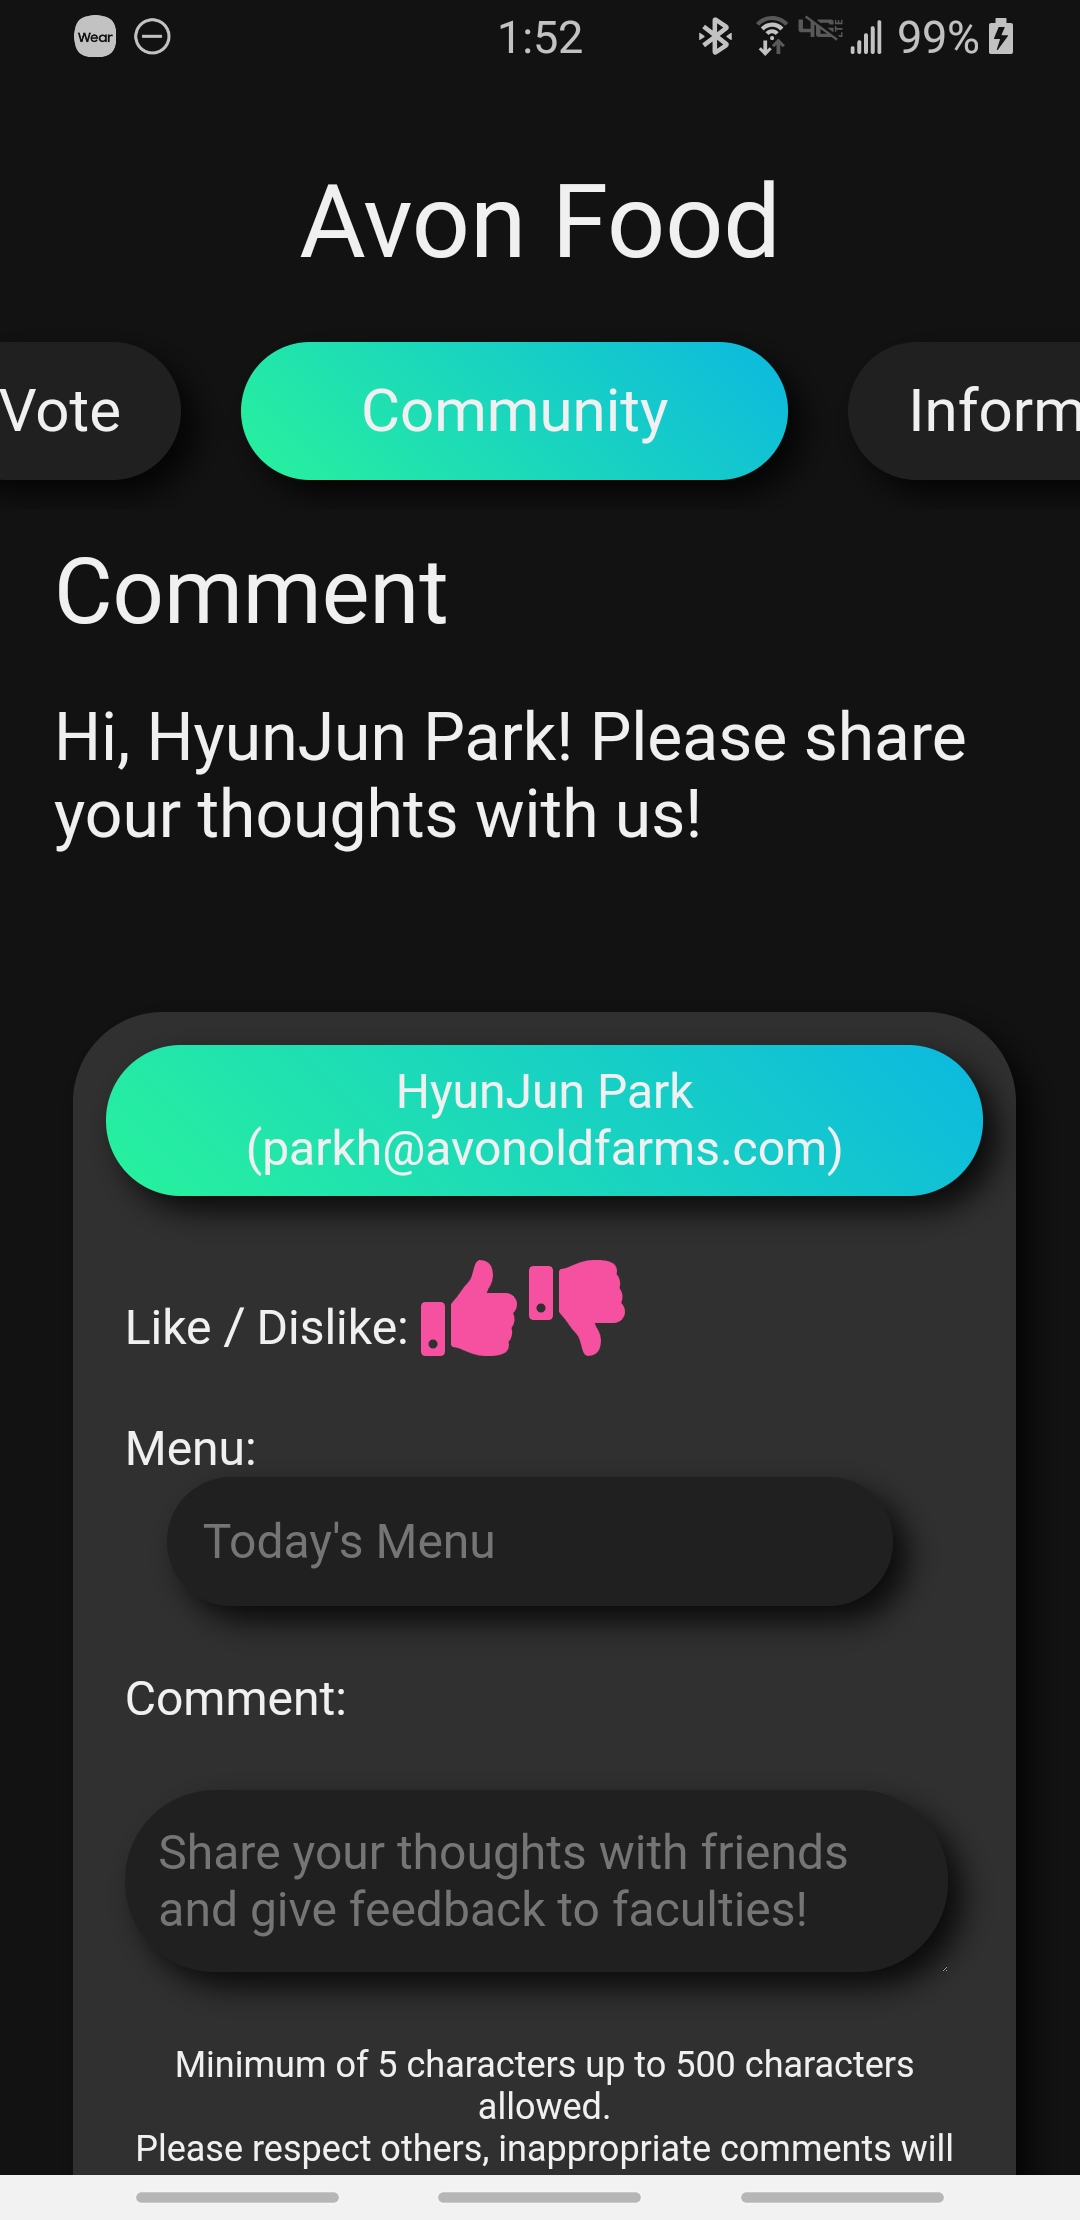 Wear
1:52
4G LTE
99%
Avon Food
Vote
Community
Inform
Comment
Hi, HyunJun Park! Please share
your thoughts with us!
HyunJun Park
(parkh@avonoldfarms.com)
Like / Dislike:
Menu:
Today's Menu
Comment:
Share your thoughts with friends
and give feedback to faculties!
Minimum of 5 characters up to 500 characters
allowed.
Please respect others, inappropriate comments will